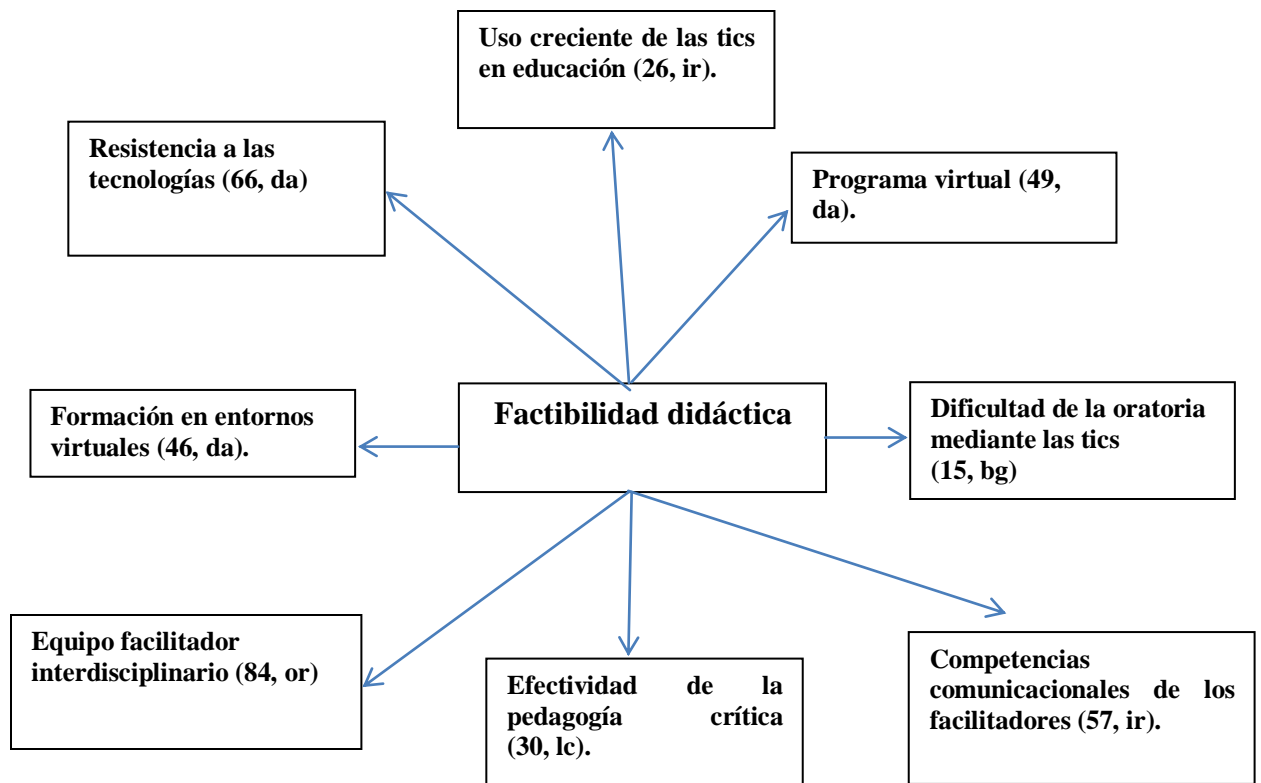 Uso creciente de las tics
en educación (26, ir).
Resistencia a las
tecnologías (66, da)
Programa virtual (49,
da).
Formación en entornos
virtuales (46, da).
Factibilidad didáctica
Dificultad de la oratoria
mediante las tics
(15, bg)
Equipo facilitador
interdisciplinario (84, or)
Efectividad de la
pedagogía crítica
(30, lc).
Competencias
comunicacionales de los
facilitadores (57, ir).